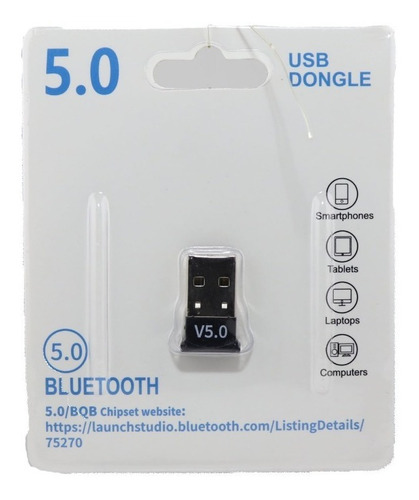 5.0
USB
DONGLE
Smartphones
Tablets
Laptops
Computers
V5.0
5.0
BLUETOOTH
5.0/BQB Chipset website:
https://launchstudio.bluetooth.com/ListingDetails/
75270